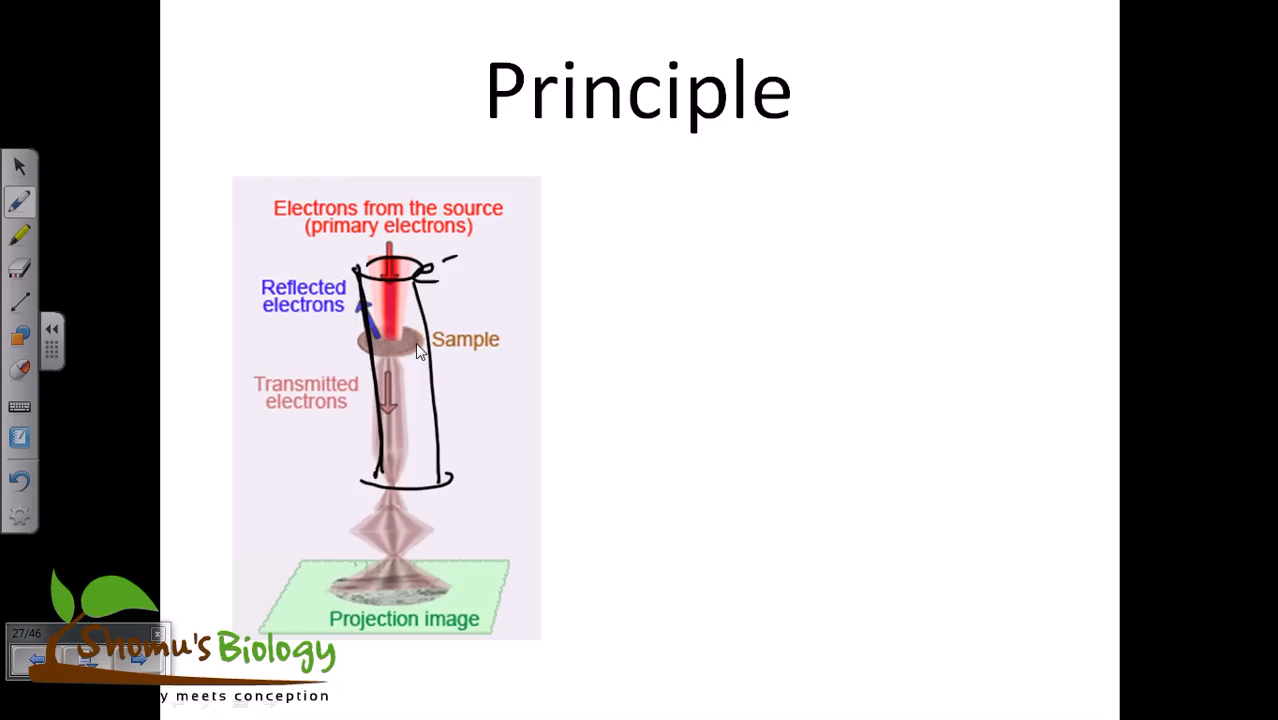 Principle
Electrons from the source
(primary electrons)
Reflected
electrons
Sample
Transmitted
electrons
Projection image
27/46
x
Shomu's Biology
y meets conception